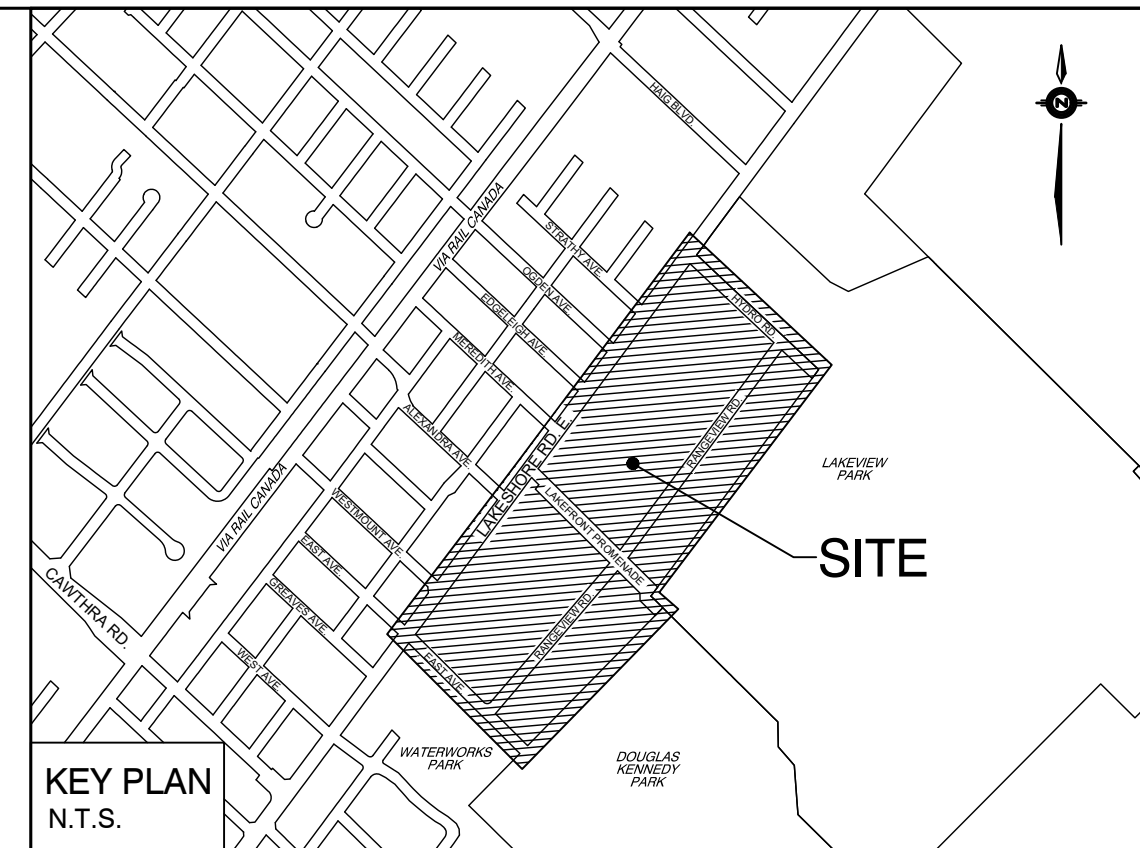 HAIG BLVD.
N
VIA RAIL CANADA
STRATHY AVE.
OGDEN AVE.
EDGELEIGH AVE.
MEREDITH AVE.
ALEXANDRA AVE.
HYDRO RD.
RANGEVIEW RD.
LAKESHORE RD. E.
LAKEVIEW
PARK
LAKEFRONT PROMENADE
SITE
VIA RAIL CANADA
WESTMOUNT AVE.
EAST AVE.
GREAVES AVE.
WEST AVE.
CAWTHRA RD.
RANGEVIEW RD.
EAST AVE.
WATERWORKS
PARK
DOUGLAS
KENNEDY
PARK
KEY PLAN
N.T.S.